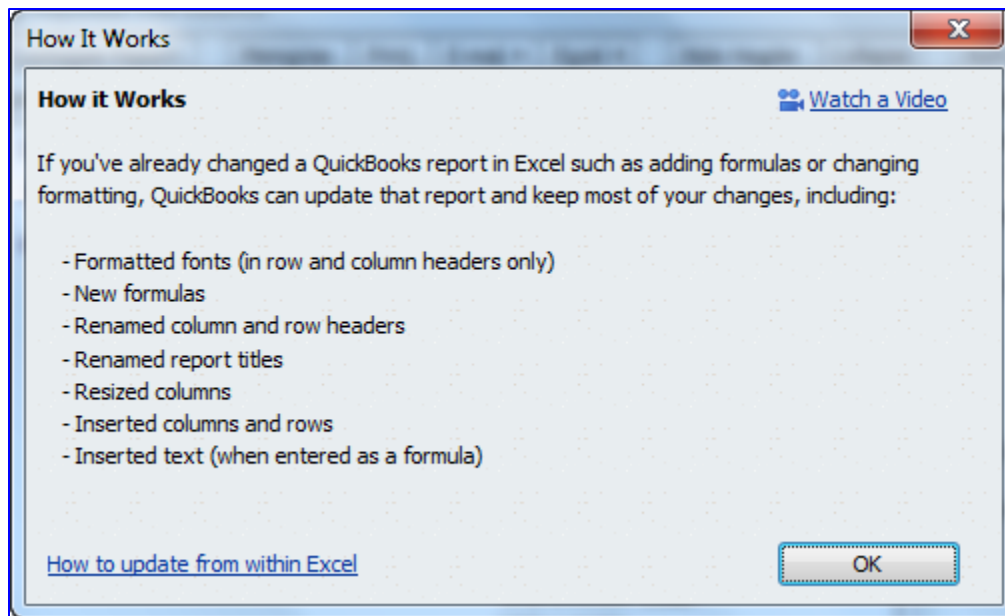 How It Works
How it Works
Watch a Video
If you've already changed a QuickBooks report in Excel such as adding formulas or changing
formatting, QuickBooks can update that report and keep most of your changes, including:
- Formatted fonts (in row and column headers only)
- New formulas
- Renamed column and row headers
- Renamed report titles
- Resized columns
- Inserted columns and rows
- Inserted text (when entered as a formula)
How to update from within Excel
OK